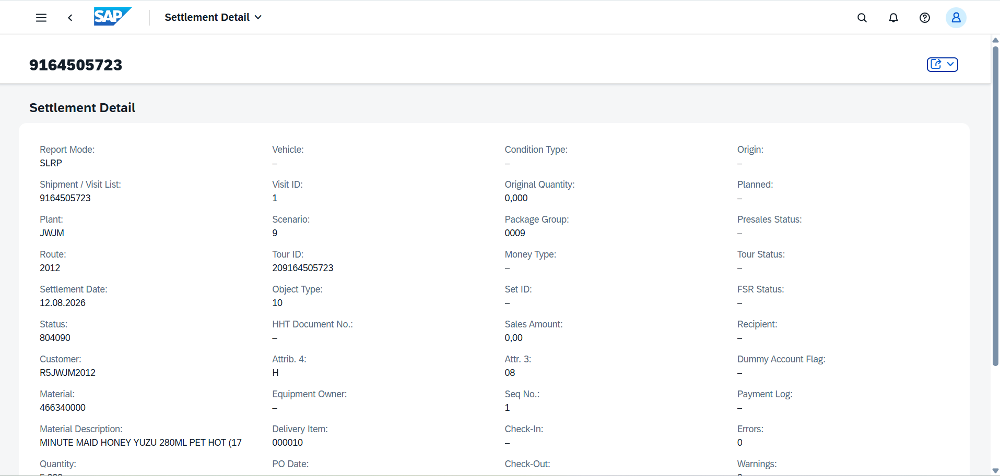 SAP
Settlement Detail
9164505723
Settlement Detail
Report Mode:
SLRP
Shipment / Visit List:
9164505723
Plant:
JWJM
Route:
2012
Settlement Date:
12.08.2026
Status:
804090
Customer:
R5JWJM2012
Material:
466340000
Material Description:
MINUTE MAID HONEY YUZU 280ML PET HOT (17
Quantity:
Vehicle:
–
Visit ID:
1
Scenario:
9
Tour ID:
209164505723
Object Type:
10
HHT Document No.:
–
Attrib. 4:
H
Equipment Owner:
–
Delivery Item:
000010
PO Date:
Condition Type:
–
Original Quantity:
0,000
Package Group:
0009
Money Type:
–
Set ID:
–
Sales Amount:
0,00
Attr. 3:
08
Seq No.:
1
Check-In:
–
Check-Out:
Origin:
–
Planned:
–
Presales Status:
–
Tour Status:
–
FSR Status:
–
Recipient:
–
Dummy Account Flag:
–
Payment Log:
–
Errors:
0
Warnings: